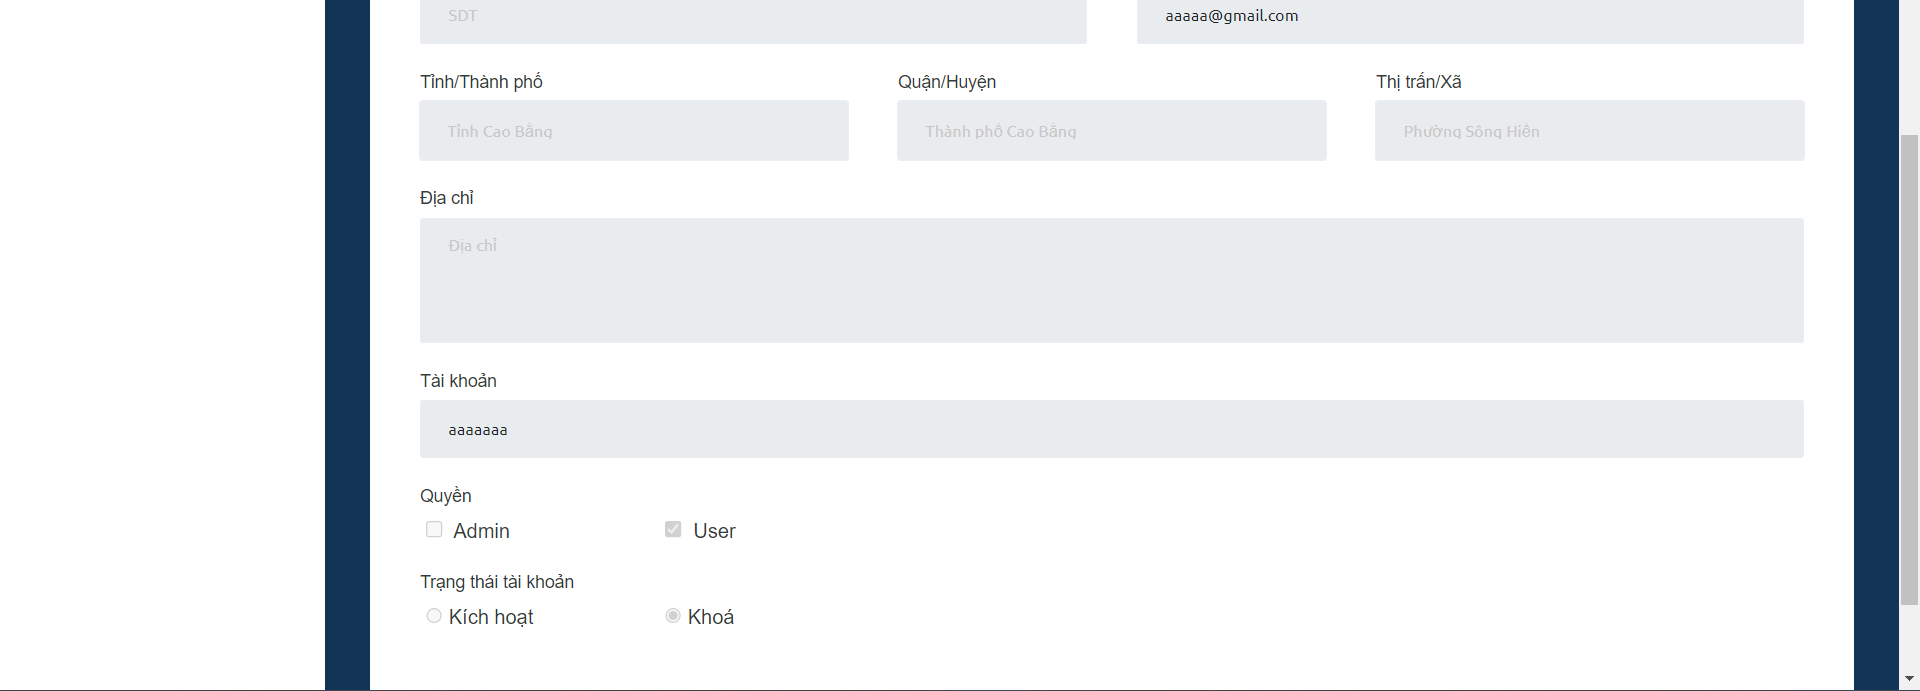 SDT
aaaaa@gmail.com
Tỉnh/Thành phố
Quận/Huyện
Thị trấn/Xã
Tỉnh Cao Bằng
Thành phố Cao Bằng
Phường Sông Hiến
Địa chỉ
Địa chỉ
Tài khoản
aaaaaaa
Quyền
Admin
User
Trạng thái tài khoản
Kích hoạt
Khoá